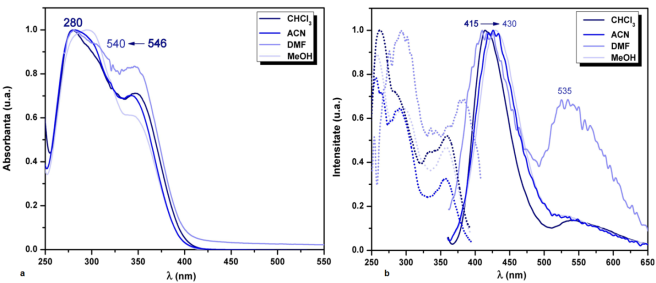 280
540 ← 546
CHCl3
ACN
DMF
MeOH
Absorbanta (u.a.)
1.0
0.8
0.6
0.4
0.2
0.0
250 300 350 400 450 500 550
λ (nm)
a
415 → 430
535
CHCl3
ACN
DMF
MeOH
Intensitate (u.a.)
1.0
0.8
0.6
0.4
0.2
0.0
250 300 350 400 450 500 550 600 650
λ (nm)
b